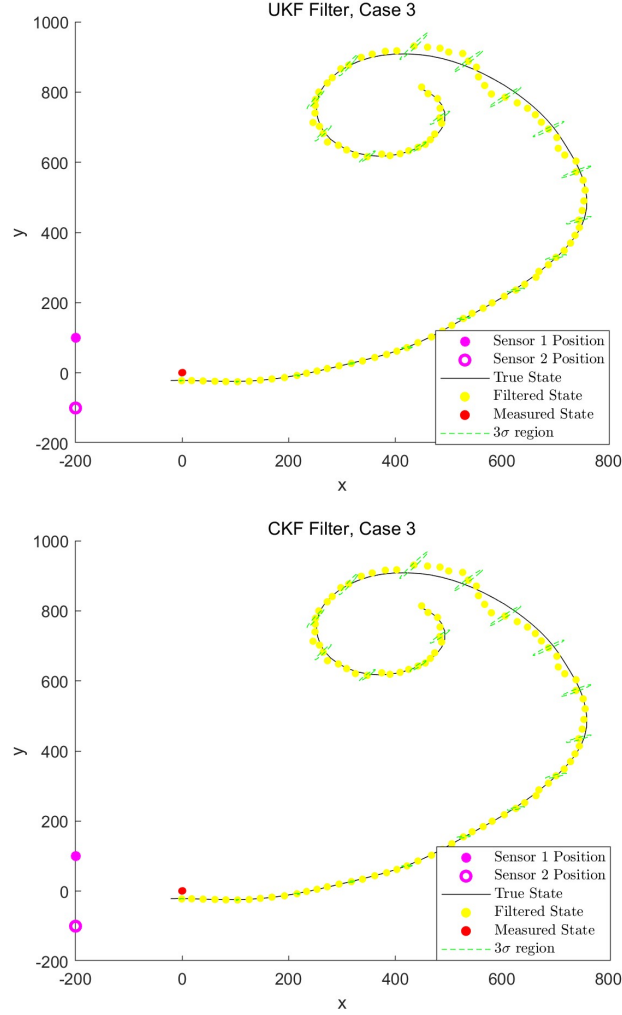 UKF Filter, Case 3
1000
800
600
400
200
0
-200
y
-200
0
200
400
600
800
x
Sensor 1 Position
Sensor 2 Position
True State
Filtered State
Measured State
3σ region
CKF Filter, Case 3
1000
800
600
400
200
0
-200
y
-200
0
200
400
600
800
x
Sensor 1 Position
Sensor 2 Position
True State
Filtered State
Measured State
3σ region